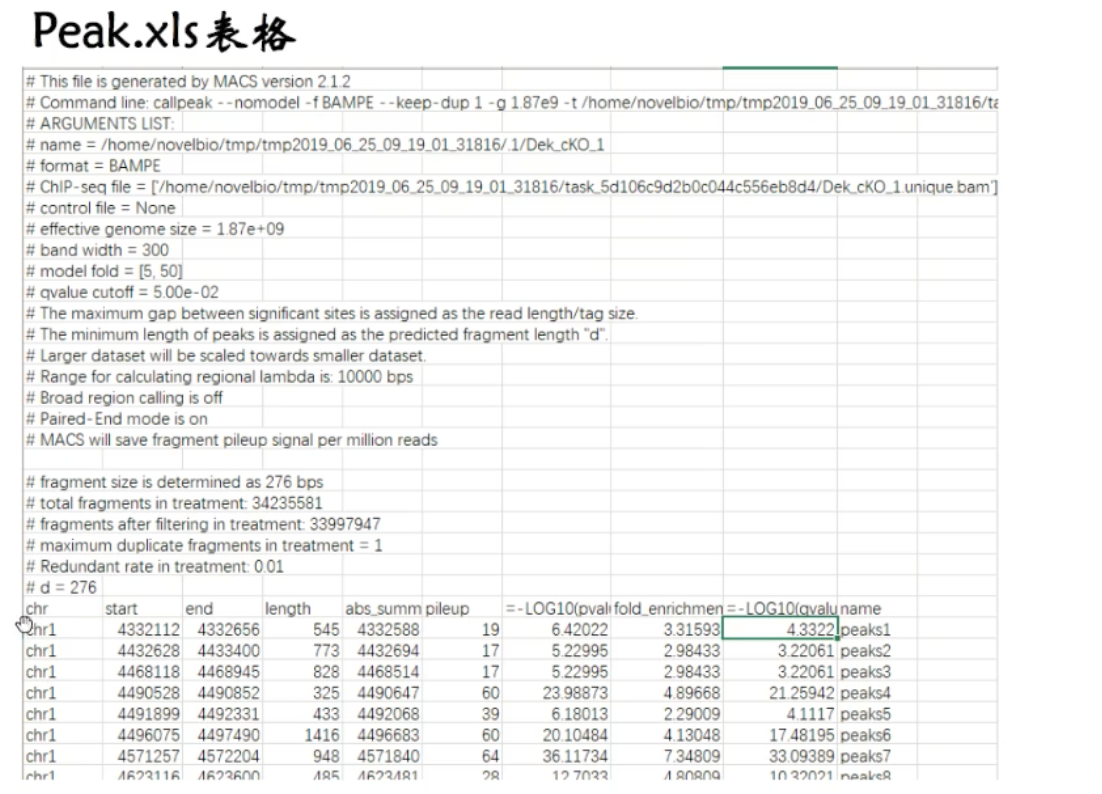 Peak.xls表格
# This file is generated by MACS version 2.1.2
# Command line: callpeak --nomodel -f BAMPE --keep-dup 1 -g 1.87e9 -t /home/novelbio/tmp/tmp2019_06_25_09_19_01_31816/ta
# ARGUMENTS LIST:
# name = /home/novelbio/tmp/tmp2019_06_25_09_19_01_31816/.1/Dek_cKO_1
# format = BAMPE
# ChIP-seq file = ['/home/novelbio/tmp/tmp2019_06_25_09_19_01_31816/task_5d106c9d2b0c044c556eb8d4/Dek_cKO_1.unique.bam']
# control file = None
# effective genome size = 1.87e+09
# band width = 300
# model fold = [5, 50]
# qvalue cutoff = 5.00e-02
# The maximum gap between significant sites is assigned as the read length/tag size.
# The minimum length of peaks is assigned as the predicted fragment length "d".
# Larger dataset will be scaled towards smaller dataset.
# Range for calculating regional lambda is: 10000 bps
# Broad region calling is off
# Paired-End mode is on
# MACS will save fragment pileup signal per million reads
# fragment size is determined as 276 bps
# total fragments in treatment: 34235581
# fragments after filtering in treatment: 33997947
# maximum duplicate fragments in treatment = 1
# Redundant rate in treatment: 0.01
# d = 276
chr start end length abs_summ pileup =-LOG10(pval fold_enrichmen =-LOG10(qvalu name
chr1 4332112 4332656 545 4332588 19 6.42022 3.31593 4.3322 peaks1
chr1 4432628 4433400 773 4432694 17 5.22995 2.98433 3.22061 peaks2
chr1 4468118 4468945 828 4468514 17 5.22995 2.98433 3.22061 peaks3
chr1 4490528 4490852 325 4490647 60 23.98873 4.89668 21.25942 peaks4
chr1 4491899 4492331 433 4492068 39 6.18013 2.29009 4.1117 peaks5
chr1 4496075 4497490 1416 4496683 60 20.10484 4.13048 17.48195 peaks6
chr1 4571257 4572204 948 4571840 64 36.11734 7.34809 33.09389 peaks7
chr1 4623116 4623600 485 4623481 28 12.7033 4.80809 10.32021 peaks8